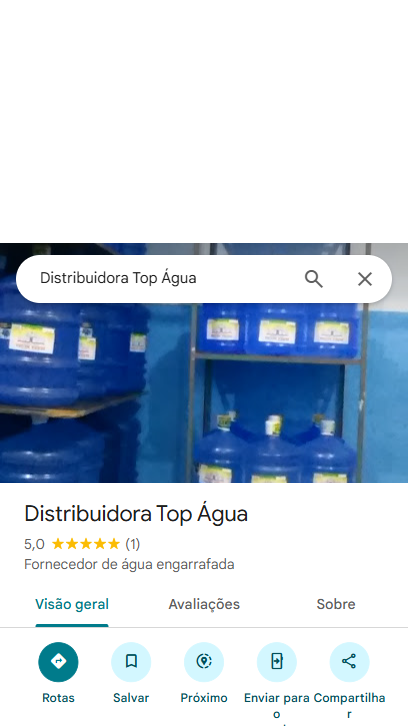 Distribuidora Top Água
Distribuidora Top Água
5,0 ★★★★★ (1)
Fornecedor de água engarrafada
Visão geral
Avaliações
Sobre
Rotas
Salvar
Próximo
Enviar para
o
Compartilha
r